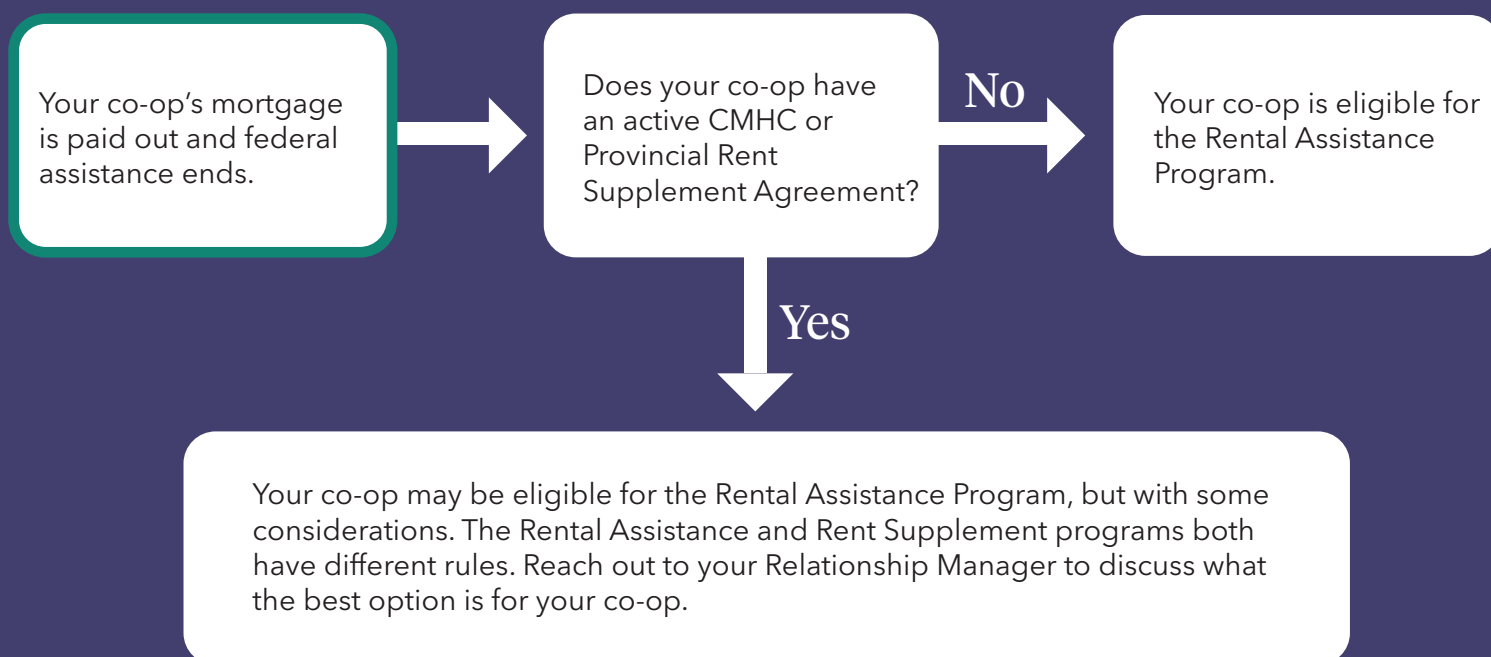 Your co-op’s mortgage
is paid out and federal
assistance ends.
Does your co-op have
an active CMHC or
Provincial Rent
Supplement Agreement?
No
Your co-op is eligible for
the Rental Assistance
Program.
Yes
Your co-op may be eligible for the Rental Assistance Program, but with some
considerations. The Rental Assistance and Rent Supplement programs both
have different rules. Reach out to your Relationship Manager to discuss what
the best option is for your co-op.